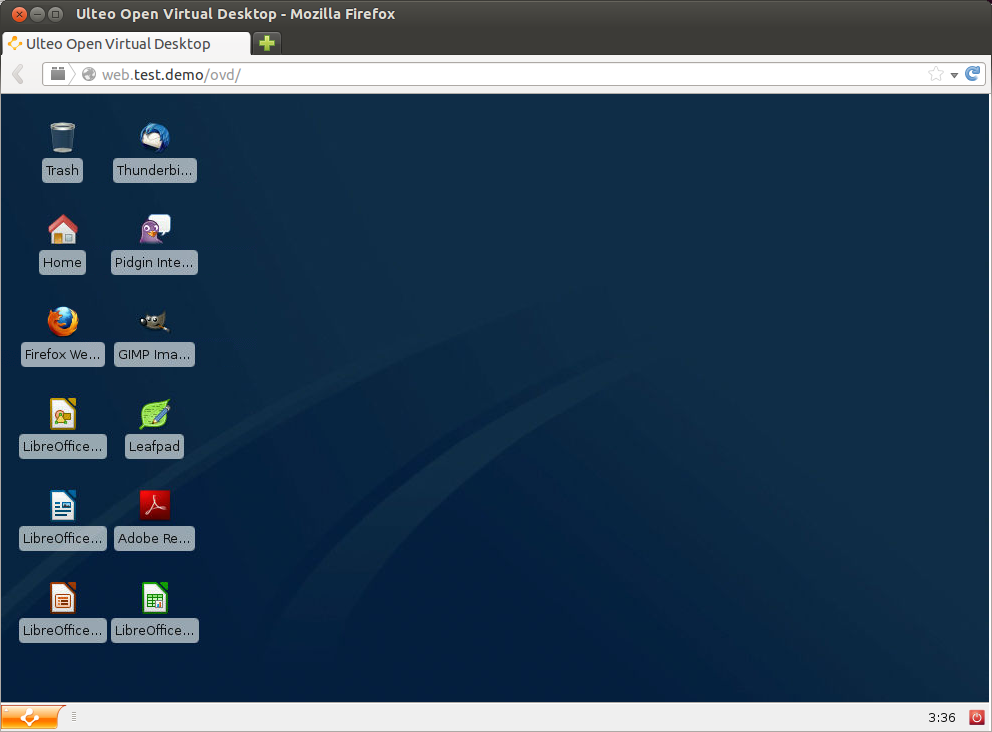 Ulteo Open Virtual Desktop - Mozilla Firefox
Ulteo Open Virtual Desktop
web.test.demo/ovd/
Trash
Thunderbi...
Home
Pidgin Inte...
Firefox We...
GIMP Ima...
LibreOffice...
Leafpad
LibreOffice...
Adobe Re...
LibreOffice...
LibreOffice...
3:36